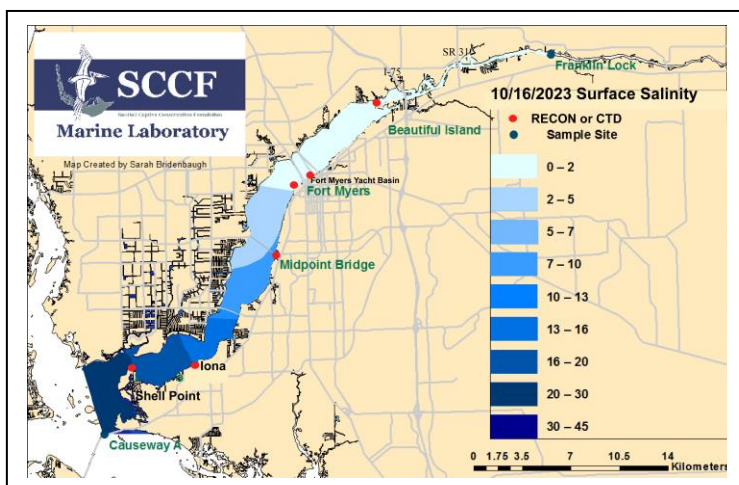 SCCF
Sanibel Captiva Conservation Foundation
Marine Laboratory
Map Created by Sarah Bridenbaugh
I-75
SR 31
Franklin Lock
10/16/2023 Surface Salinity
RECON or CTD
Sample Site
Beautiful Island
Fort Myers Yacht Basin
Fort Myers
Midpoint Bridge
Iona
Shell Point
Causeway A
0 – 2
2 – 5
5 – 7
7 – 10
10 – 13
13 – 16
16 – 20
20 – 30
30 – 45
0 1.75 3.5 7 10.5 14
Kilometers